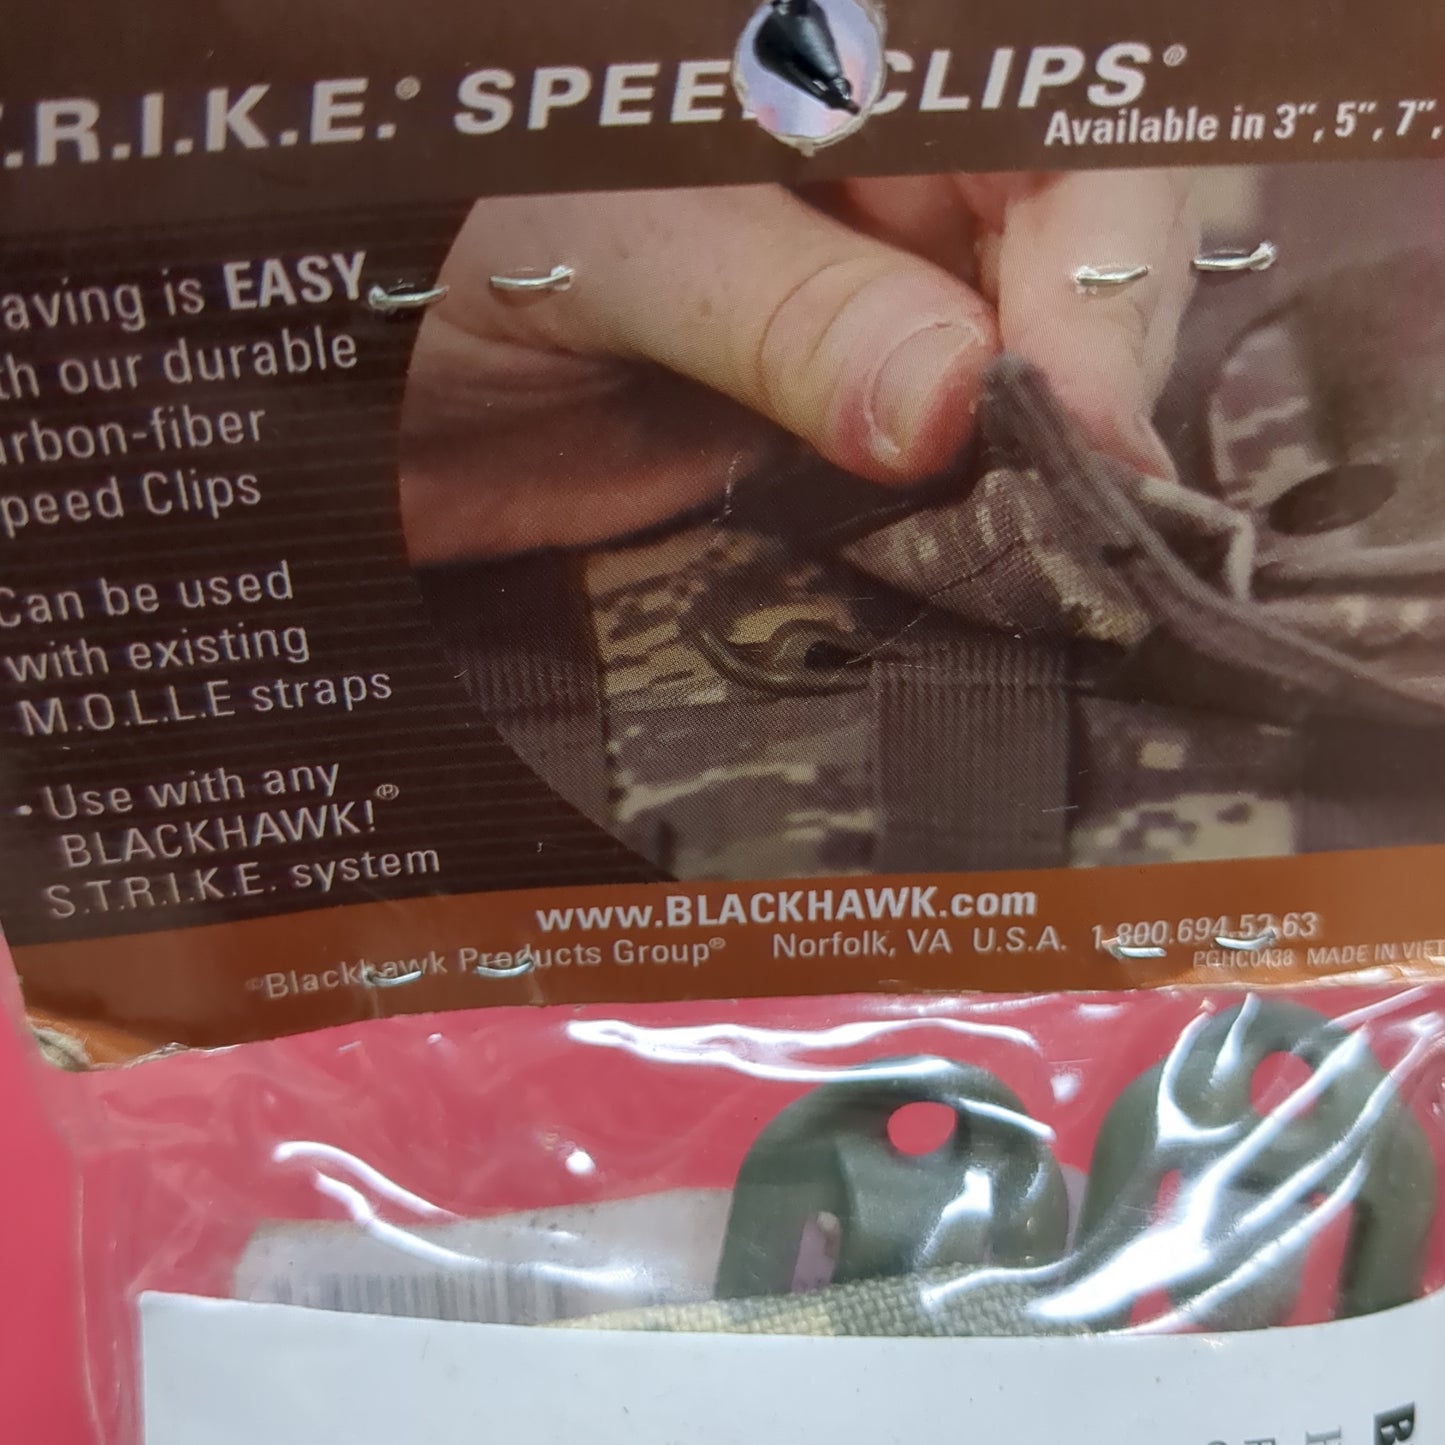 .R.I.K.E.® SPEE CLIPS®
Available in 3", 5", 7",
aving is EASY
th our durable
arbon-fiber
peed Clips
Can be used
with existing
M.O.L.L.E straps
• Use with any
BLACKHAWK!®
S.T.R.I.K.E. system
www.BLACKHAWK.com
©Blackhawk Products Group® Norfolk, VA U.S.A. 1.800.694.5263
PGHC0438 MADE IN VIET
B